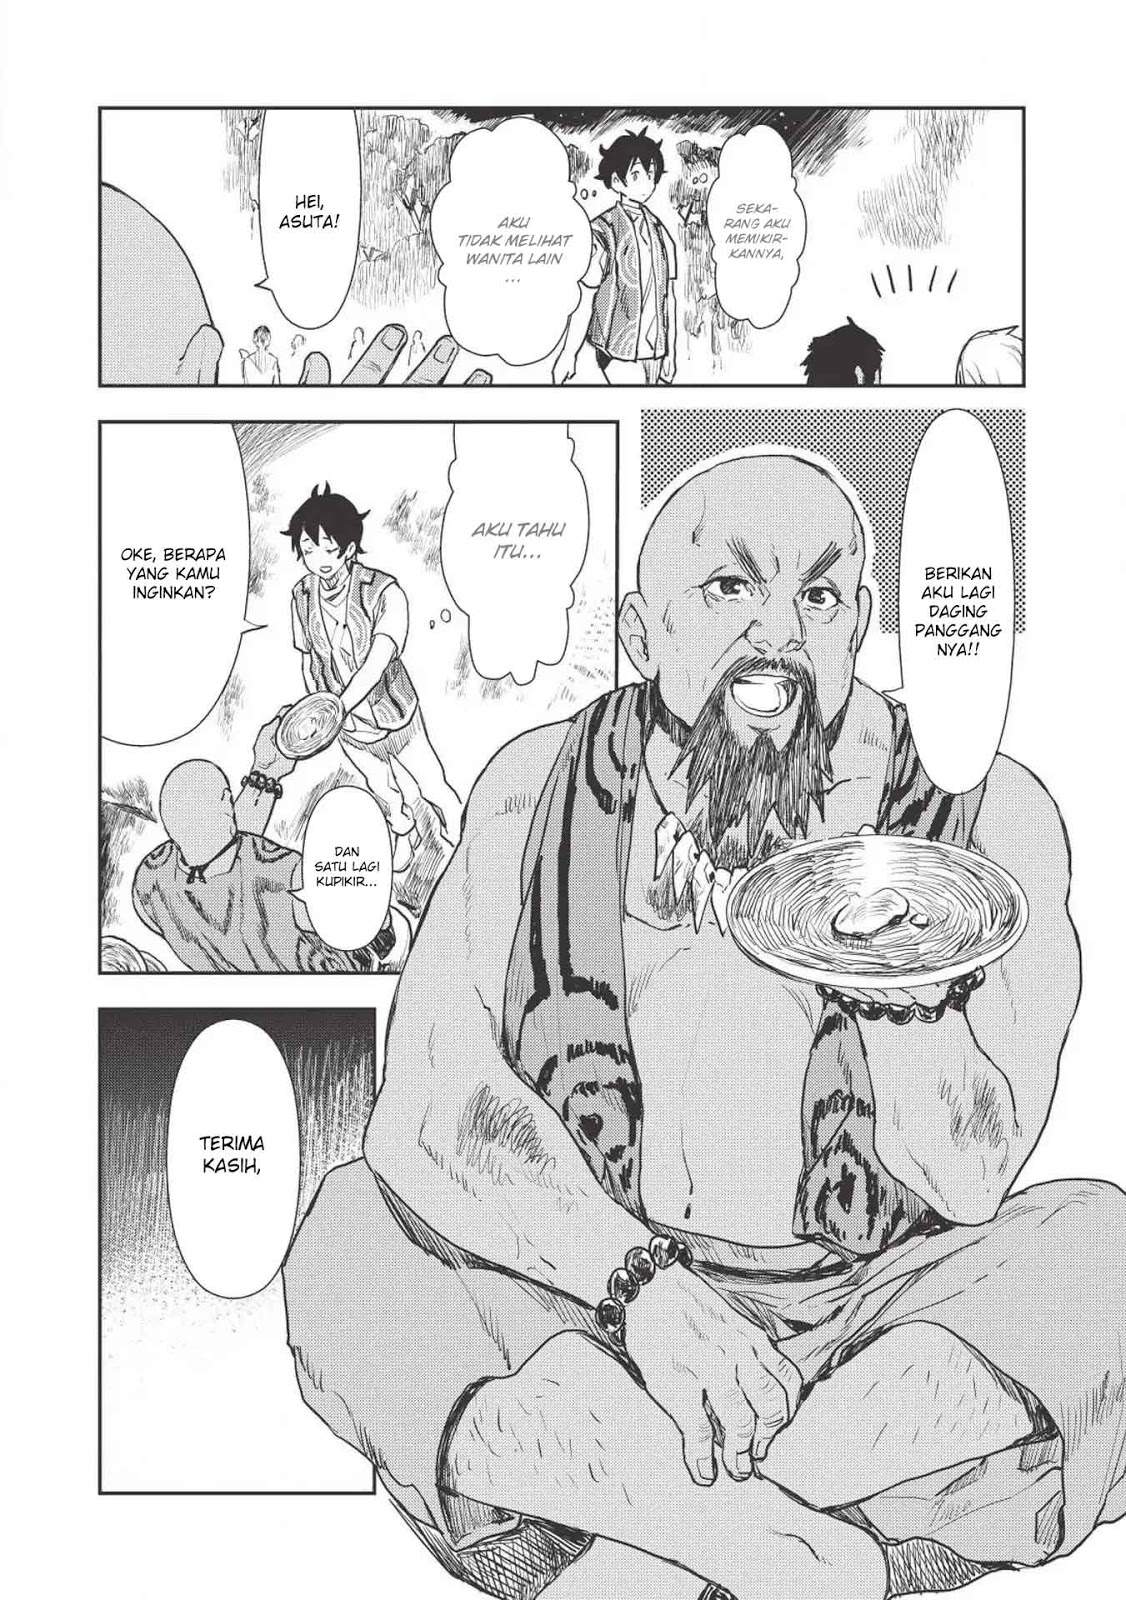 SEKA-
RANG AKU
MEMIKIR-
KANNYA,
AKU
TIDAK MELIHAT
WANITA LAIN
...
HEI,
ASUTA!
BERIKAN
AKU LAGI
DAGING
PANGGANG
NYA!!
AKU TAHU
ITU...
OKE, BERAPA
YANG KAMU
INGINKAN?
DAN
SATU LAGI
KUPIKIR...
TERIMA
KASIH,